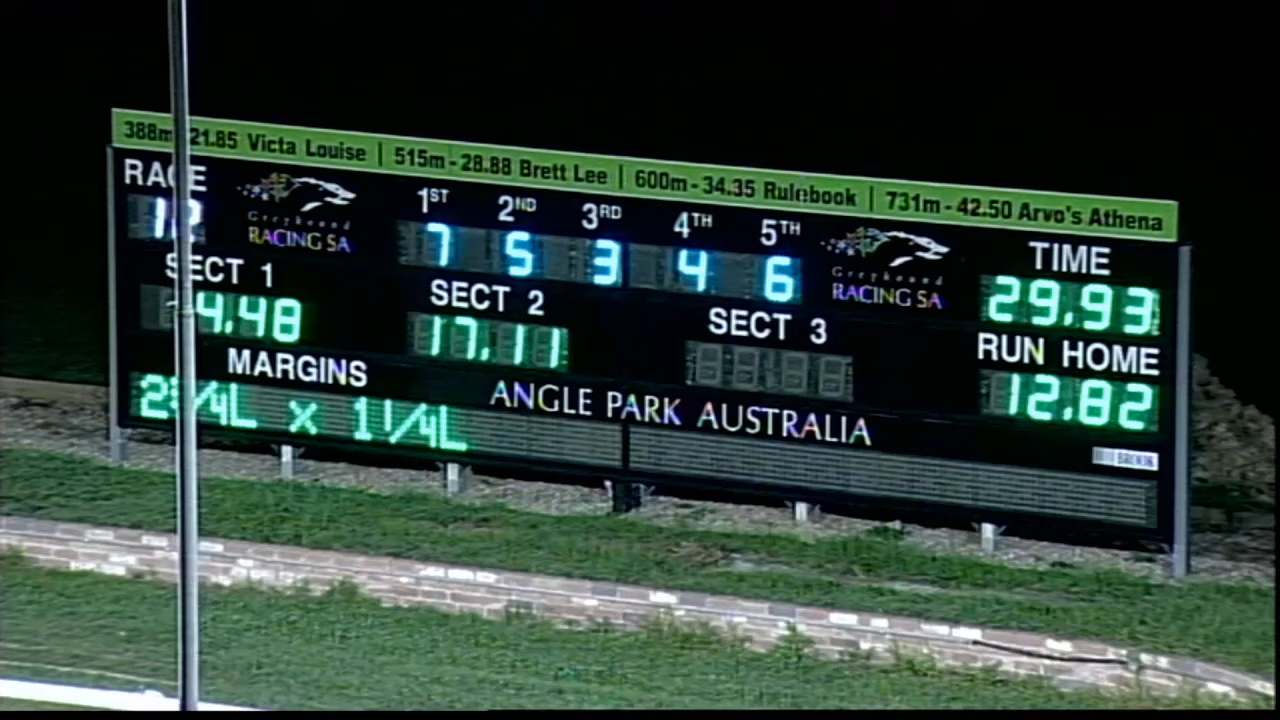 388m 21.85 Victa Louise | 515m - 28.88 Brett Lee | 600m - 34.35 Rulebook | 731m - 42.50 Arvo's Athena
RACE 1ST 2ND 3RD 4TH 5TH TIME
Greyhound RACING SA
7 5 3 4 6
Greyhound RACING SA
29.93
SECT 1 SECT 2 SECT 3 RUN HOME
4.48 17.11 12.82
MARGINS ANGLE PARK AUSTRALIA
X 1 1/4L